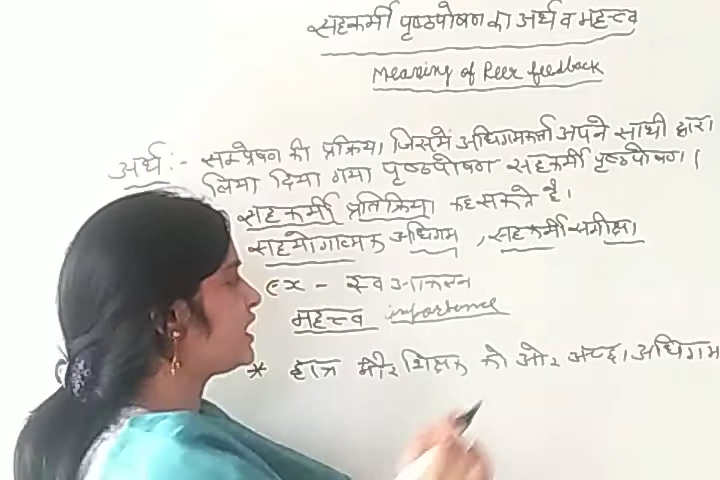 सहकर्मी पृष्ठपोषण का अर्थ व महत्त्व
Meaning of Peer feedback
अर्थ :- सम्प्रेषण की प्रक्रिया जिसमें अधिगमकर्ता अपने साथी द्वारा
लिया दिया गया पृष्ठपोषण सहकर्मी पृष्ठपोषण।
सहकर्मी प्रतिक्रिया कह सकते है।
सहयोगात्मक अधिगम , सहकर्मी समीक्षा
Ex - स्व आकलन
महत्त्व importence
* छात्र और शिक्षक को और अच्छा अधिगम